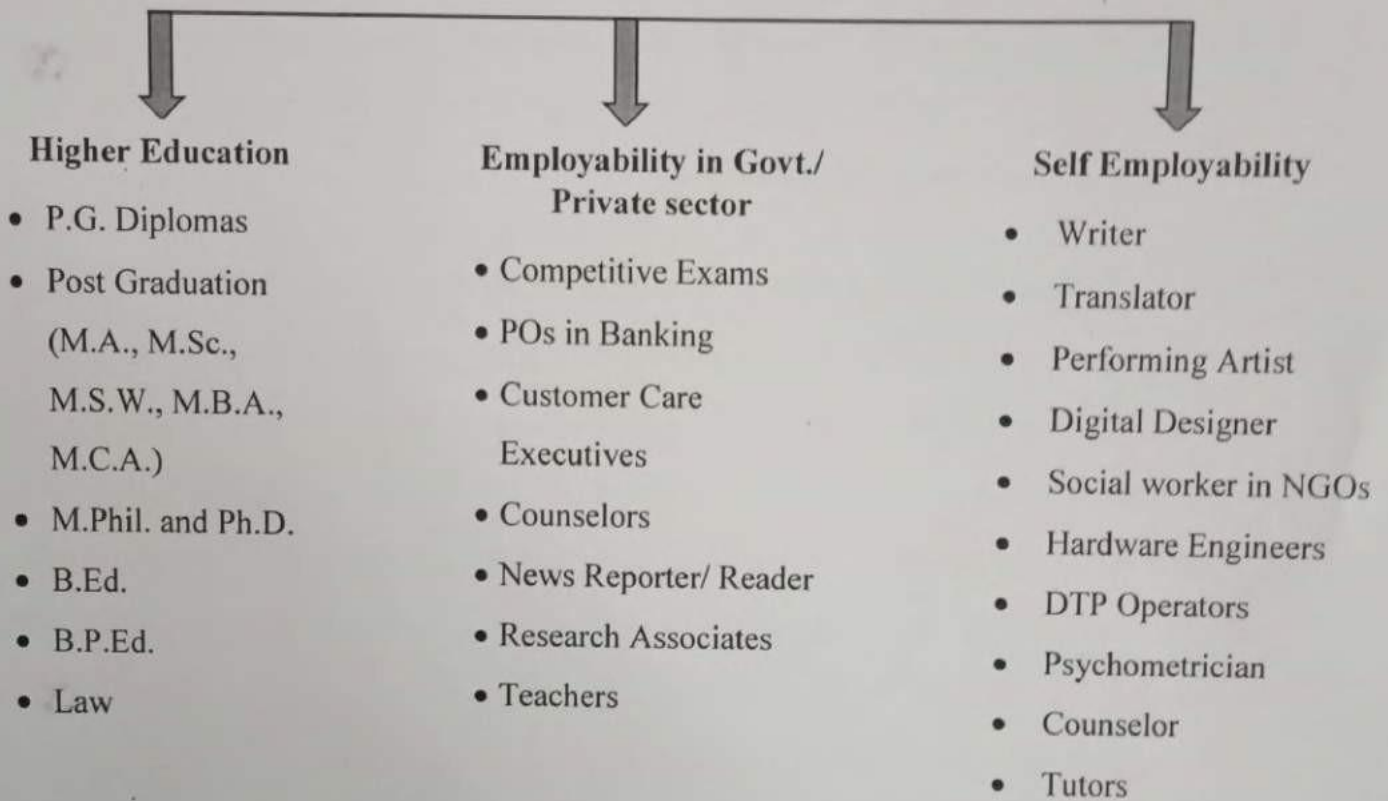 Higher Education
• P.G. Diplomas
• Post Graduation
(M.A., M.Sc.,
M.S.W., M.B.A.,
M.C.A.)
• M.Phil. and Ph.D.
• B.Ed.
• B.P.Ed.
• Law
Employability in Govt./
Private sector
• Competitive Exams
• POs in Banking
• Customer Care
Executives
• Counselors
• News Reporter/ Reader
• Research Associates
• Teachers
Self Employability
• Writer
• Translator
• Performing Artist
• Digital Designer
• Social worker in NGOs
• Hardware Engineers
• DTP Operators
• Psychometrician
• Counselor
• Tutors